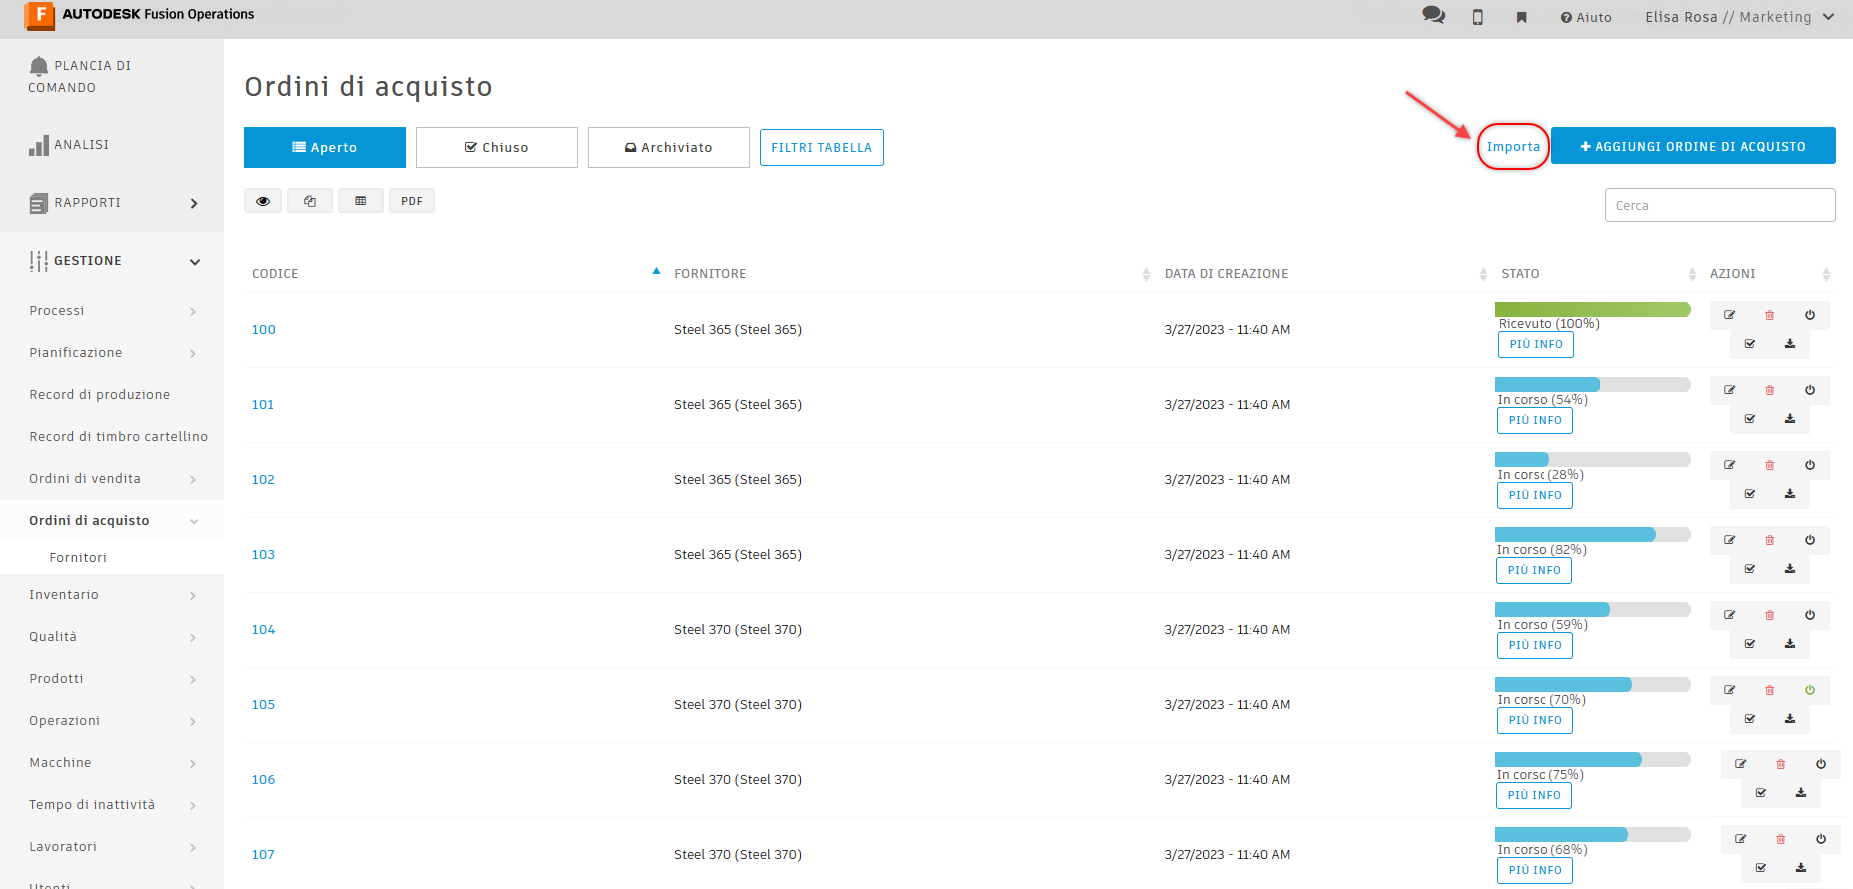 F AUTODESK Fusion Operations
Aiuto
Elisa Rosa // Marketing
PLANCIA DI
COMANDO
ANALISI
RAPPORTI
GESTIONE
Processi
Pianificazione
Record di produzione
Record di timbro cartellino
Ordini di vendita
Ordini di acquisto
Fornitori
Inventario
Qualità
Prodotti
Operazioni
Macchine
Tempo di inattività
Lavoratori
Utenti
Ordini di acquisto
Aperto
Chiuso
Archiviato
FILTRI TABELLA
Importa
+ AGGIUNGI ORDINE DI ACQUISTO
PDF
Cerca
CODICE FORNITORE DATA DI CREAZIONE STATO AZIONI
100 Steel 365 (Steel 365) 3/27/2023 - 11:40 AM Ricevuto (100%)
PIÙ INFO
101 Steel 365 (Steel 365) 3/27/2023 - 11:40 AM In corso (54%)
PIÙ INFO
102 Steel 365 (Steel 365) 3/27/2023 - 11:40 AM In corso (28%)
PIÙ INFO
103 Steel 365 (Steel 365) 3/27/2023 - 11:40 AM In corso (82%)
PIÙ INFO
104 Steel 370 (Steel 370) 3/27/2023 - 11:40 AM In corso (59%)
PIÙ INFO
105 Steel 370 (Steel 370) 3/27/2023 - 11:40 AM In corso (70%)
PIÙ INFO
106 Steel 370 (Steel 370) 3/27/2023 - 11:40 AM In corso (75%)
PIÙ INFO
107 Steel 370 (Steel 370) 3/27/2023 - 11:40 AM In corso (68%)
PIÙ INFO